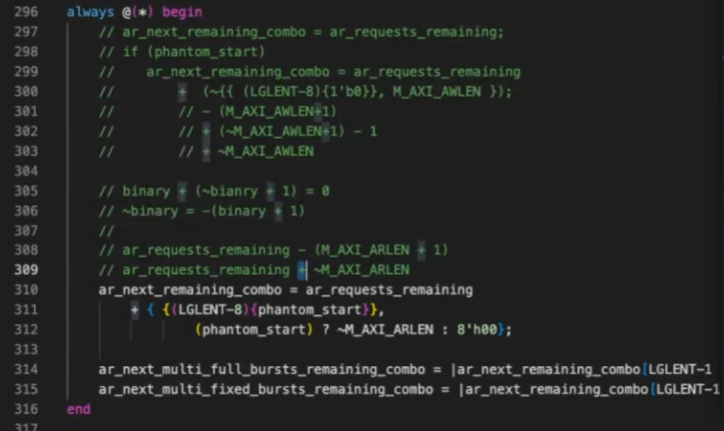 296 always @(*) begin
297 // ar_next_remaining_combo = ar_requests_remaining;
298 // if (phantom_start)
299 // ar_next_remaining_combo = ar_requests_remaining
300 // + (~{{ (LGLENT-8){1'b0}}, M_AXI_AWLEN });
301 // // - (M_AXI_AWLEN+1)
302 // // + (~M_AXI_AWLEN+1) - 1
303 // // + ~M_AXI_AWLEN
304
305 // binary + (~bianry + 1) = 0
306 // ~binary = -(binary + 1)
307 //
308 // ar_requests_remaining - (M_AXI_ARLEN + 1)
309 // ar_requests_remaining + ~M_AXI_ARLEN
310 ar_next_remaining_combo = ar_requests_remaining
311 + { {(LGLENT-8){phantom_start}},
312 (phantom_start) ? ~M_AXI_ARLEN : 8'h00};
313
314 ar_next_multi_full_bursts_remaining_combo = |ar_next_remaining_combo[LGLENT-1
315 ar_next_multi_fixed_bursts_remaining_combo = |ar_next_remaining_combo[LGLENT-1
316 end
317